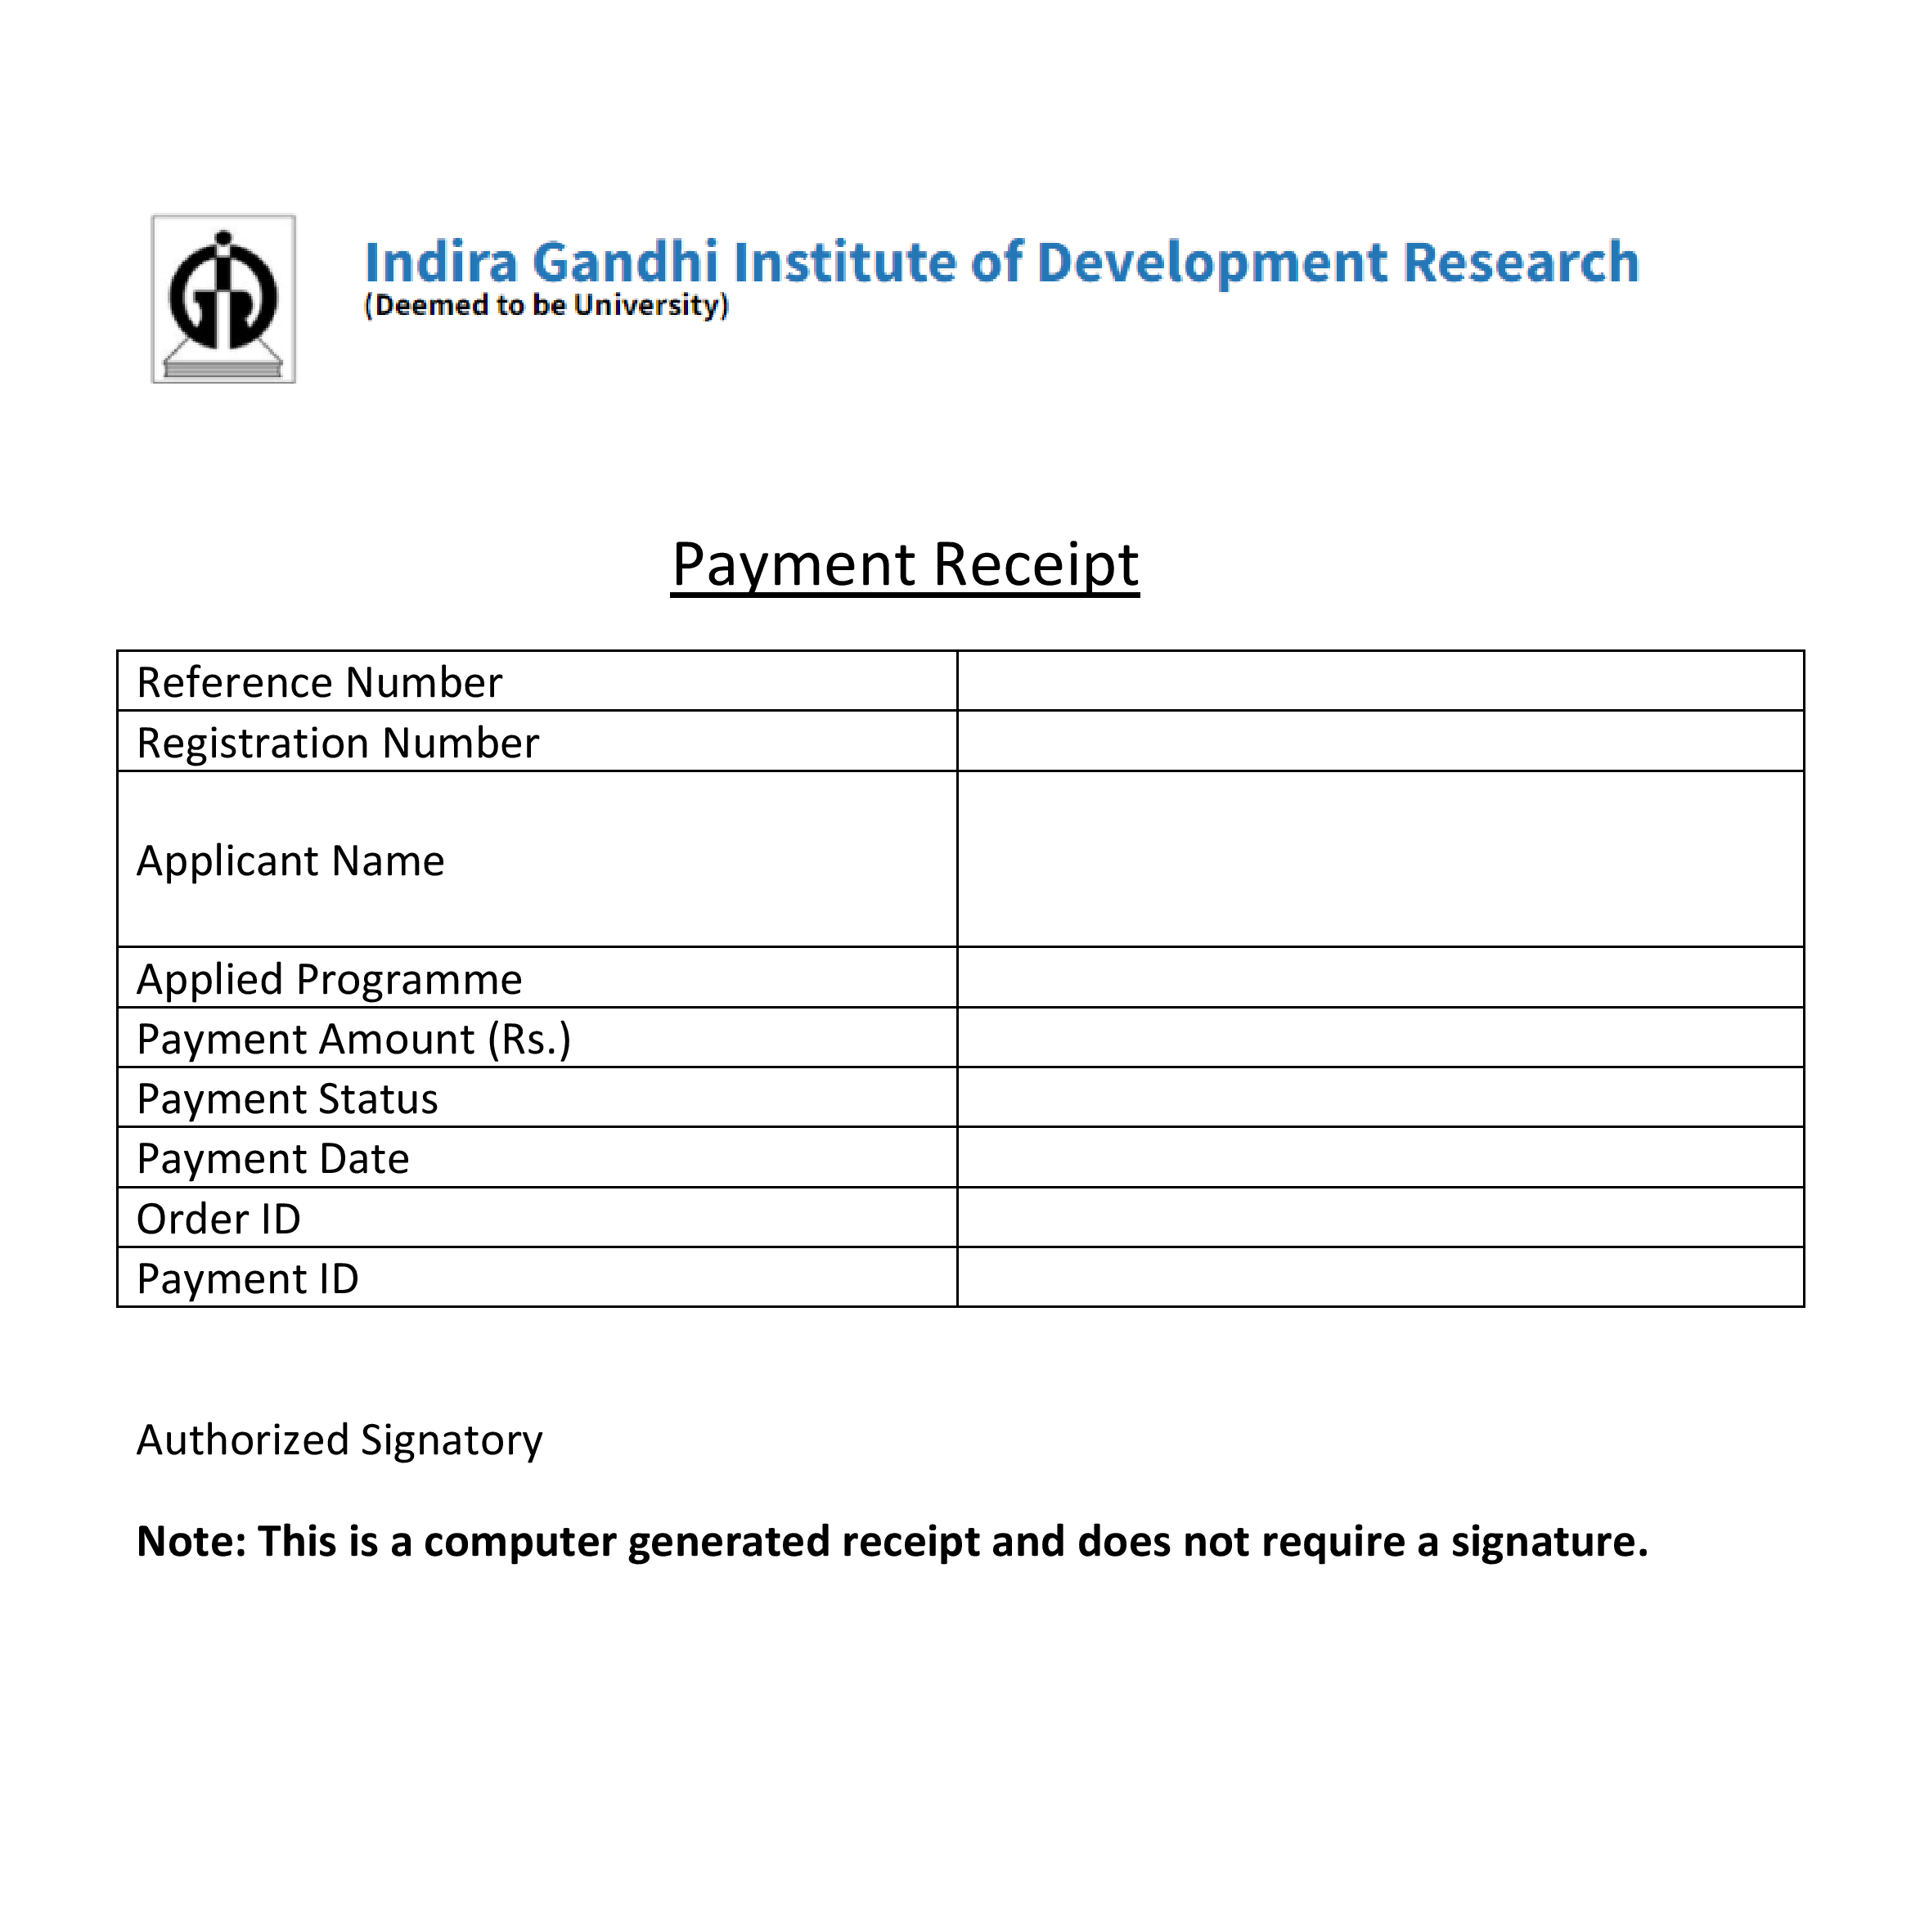 Indira Gandhi Institute of Development Research
(Deemed to be University)
Payment Receipt
Reference Number
Registration Number
Applicant Name
Applied Programme
Payment Amount (Rs.)
Payment Status
Payment Date
Order ID
Payment ID
Authorized Signatory
Note: This is a computer generated receipt and does not require a signature.